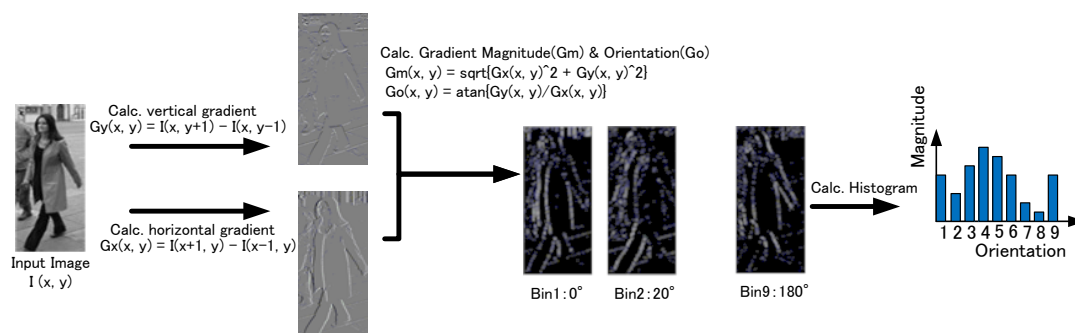 Calc. Gradient Magnitude(Gm) & Orientation(Go)
Gm(x, y) = sqrt{Gx(x, y)^2 + Gy(x, y)^2}
Go(x, y) = atan{Gy(x, y)/Gx(x, y)}
Calc. vertical gradient
Gy(x, y) = I(x, y+1) − I(x, y−1)
Calc. horizontal gradient
Gx(x, y) = I(x+1, y) − I(x−1, y)
Input Image
I (x, y)
Bin1:0°
Bin2:20°
Bin9:180°
Calc. Histogram
Magnitude
1 2 3 4 5 6 7 8 9
Orientation